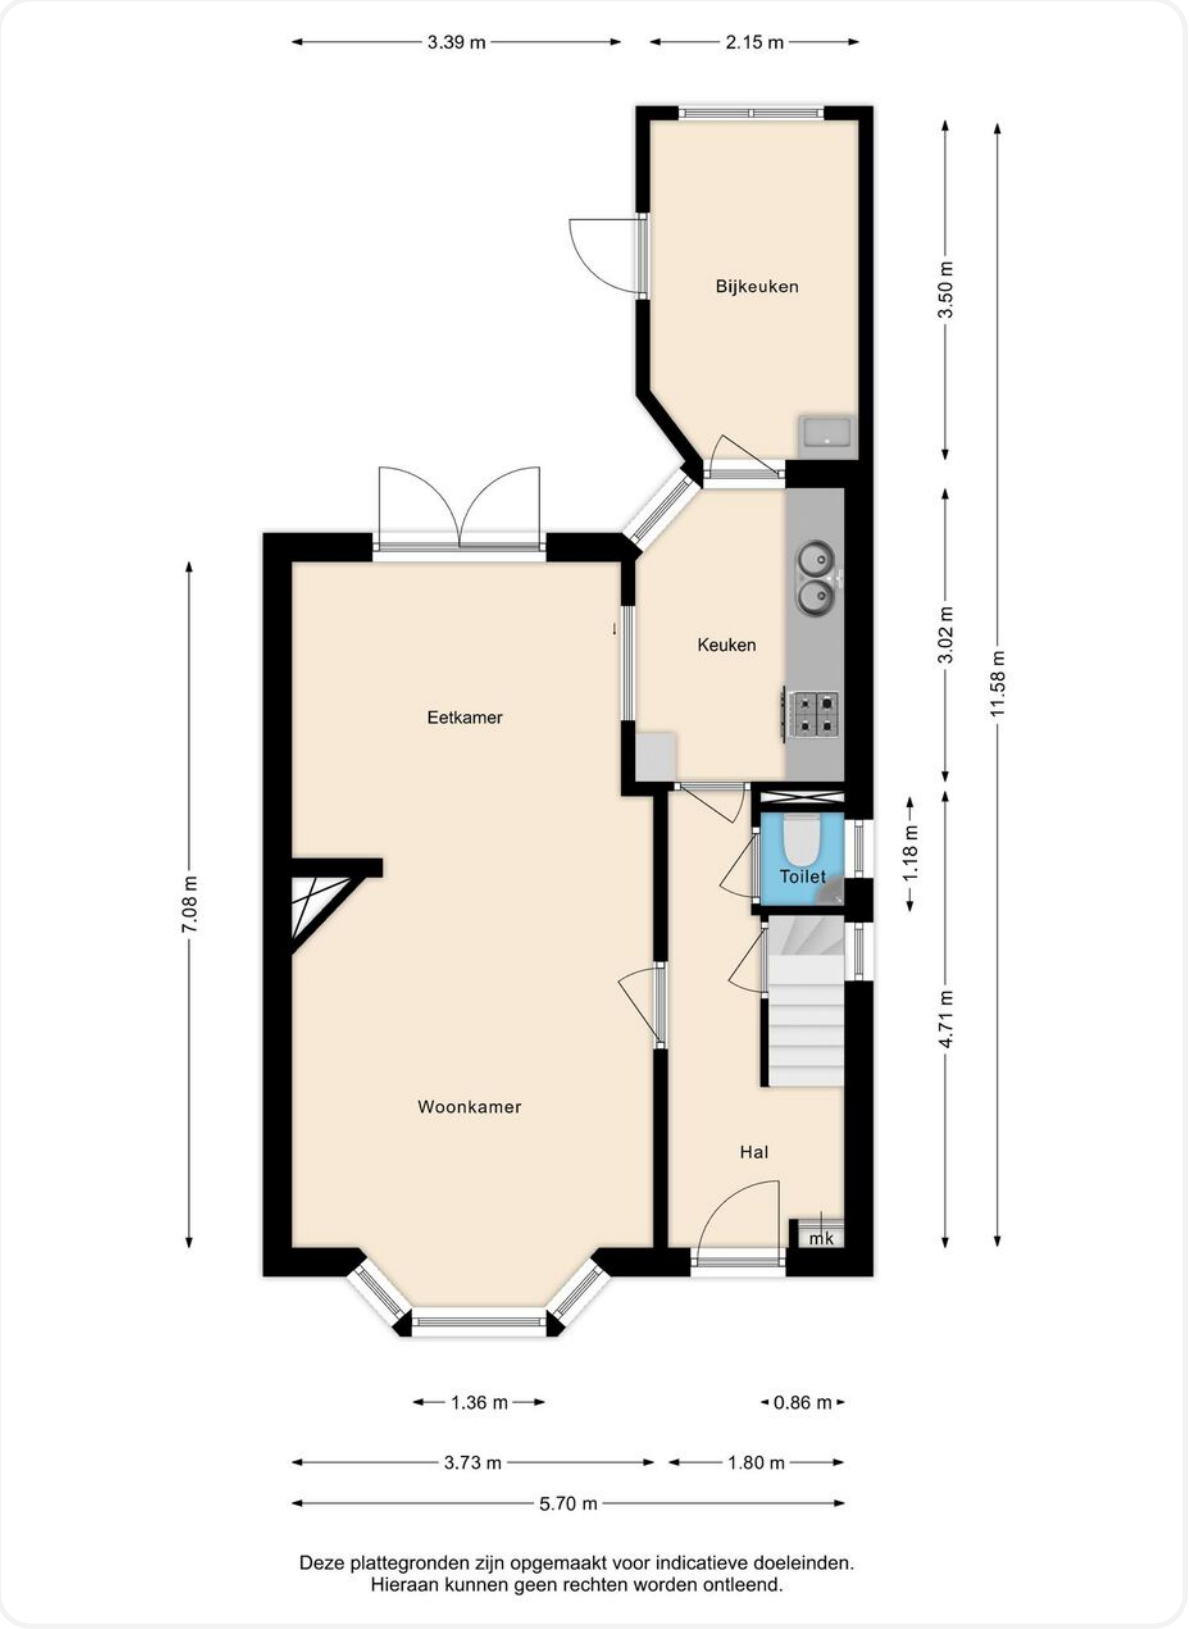 3.39 m
2.15 m
Bijkeuken
3.50 m
Keuken
3.02 m
11.58 m
Eetkamer
7.08 m
Toilet
1.18 m
4.71 m
Woonkamer
Hal
mk
1.36 m
0.86 m
3.73 m
1.80 m
5.70 m
Deze plattegronden zijn opgemaakt voor indicatieve doeleinden.
Hieraan kunnen geen rechten worden ontleend.